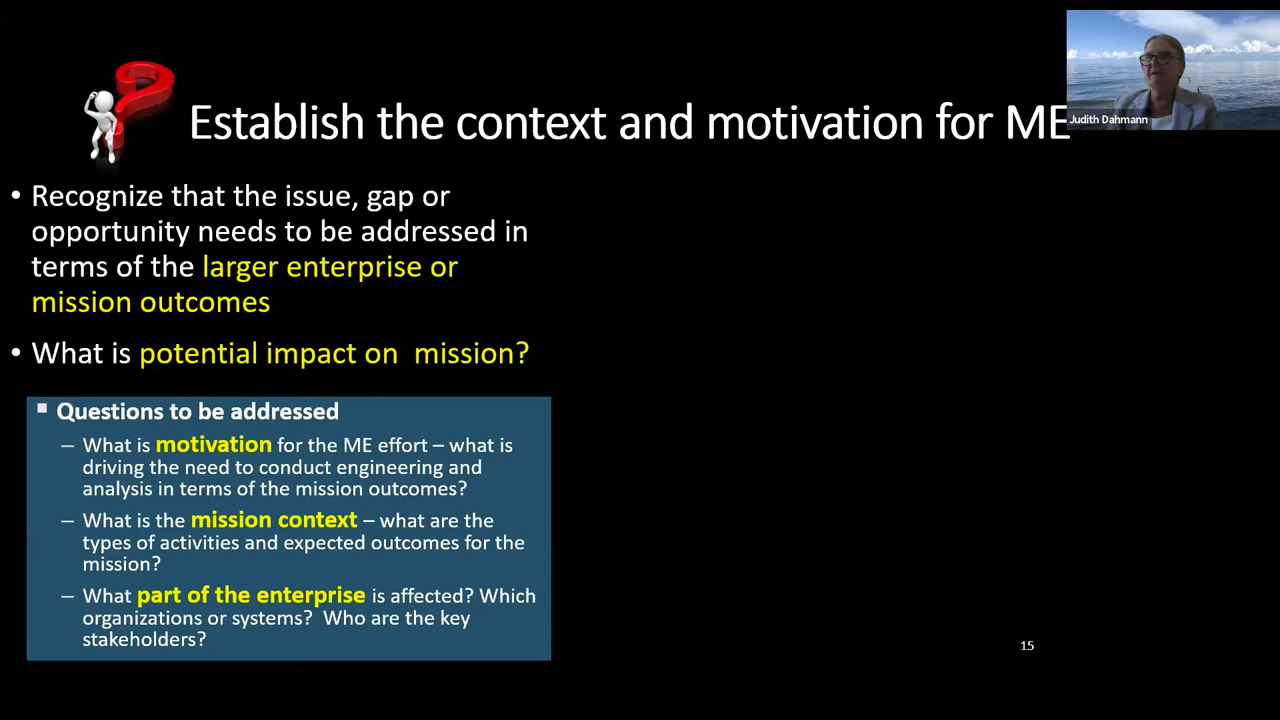 Establish the context and motivation for ME
Judith Dahmann
• Recognize that the issue, gap or
opportunity needs to be addressed in
terms of the larger enterprise or
mission outcomes
• What is potential impact on  mission?
▪ Questions to be addressed
– What is motivation for the ME effort – what is
driving the need to conduct engineering and
analysis in terms of the mission outcomes?
– What is the mission context – what are the
types of activities and expected outcomes for the
mission?
– What part of the enterprise is affected? Which
organizations or systems?  Who are the key
stakeholders?
15